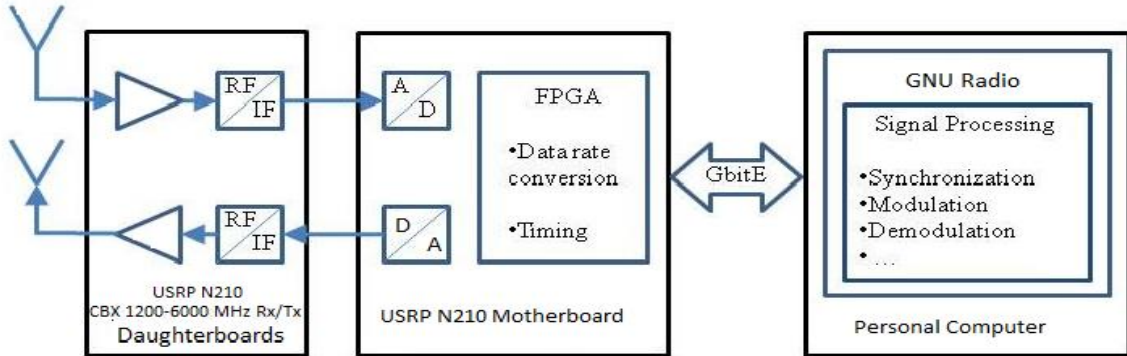 RF
IF
RF
IF
USRP N210
CBX 1200-6000 MHz Rx/Tx
Daughterboards
A
D
D
A
FPGA
•Data rate
conversion
•Timing
USRP N210 Motherboard
GbitE
GNU Radio
Signal Processing
•Synchronization
•Modulation
•Demodulation
• ...
Personal Computer